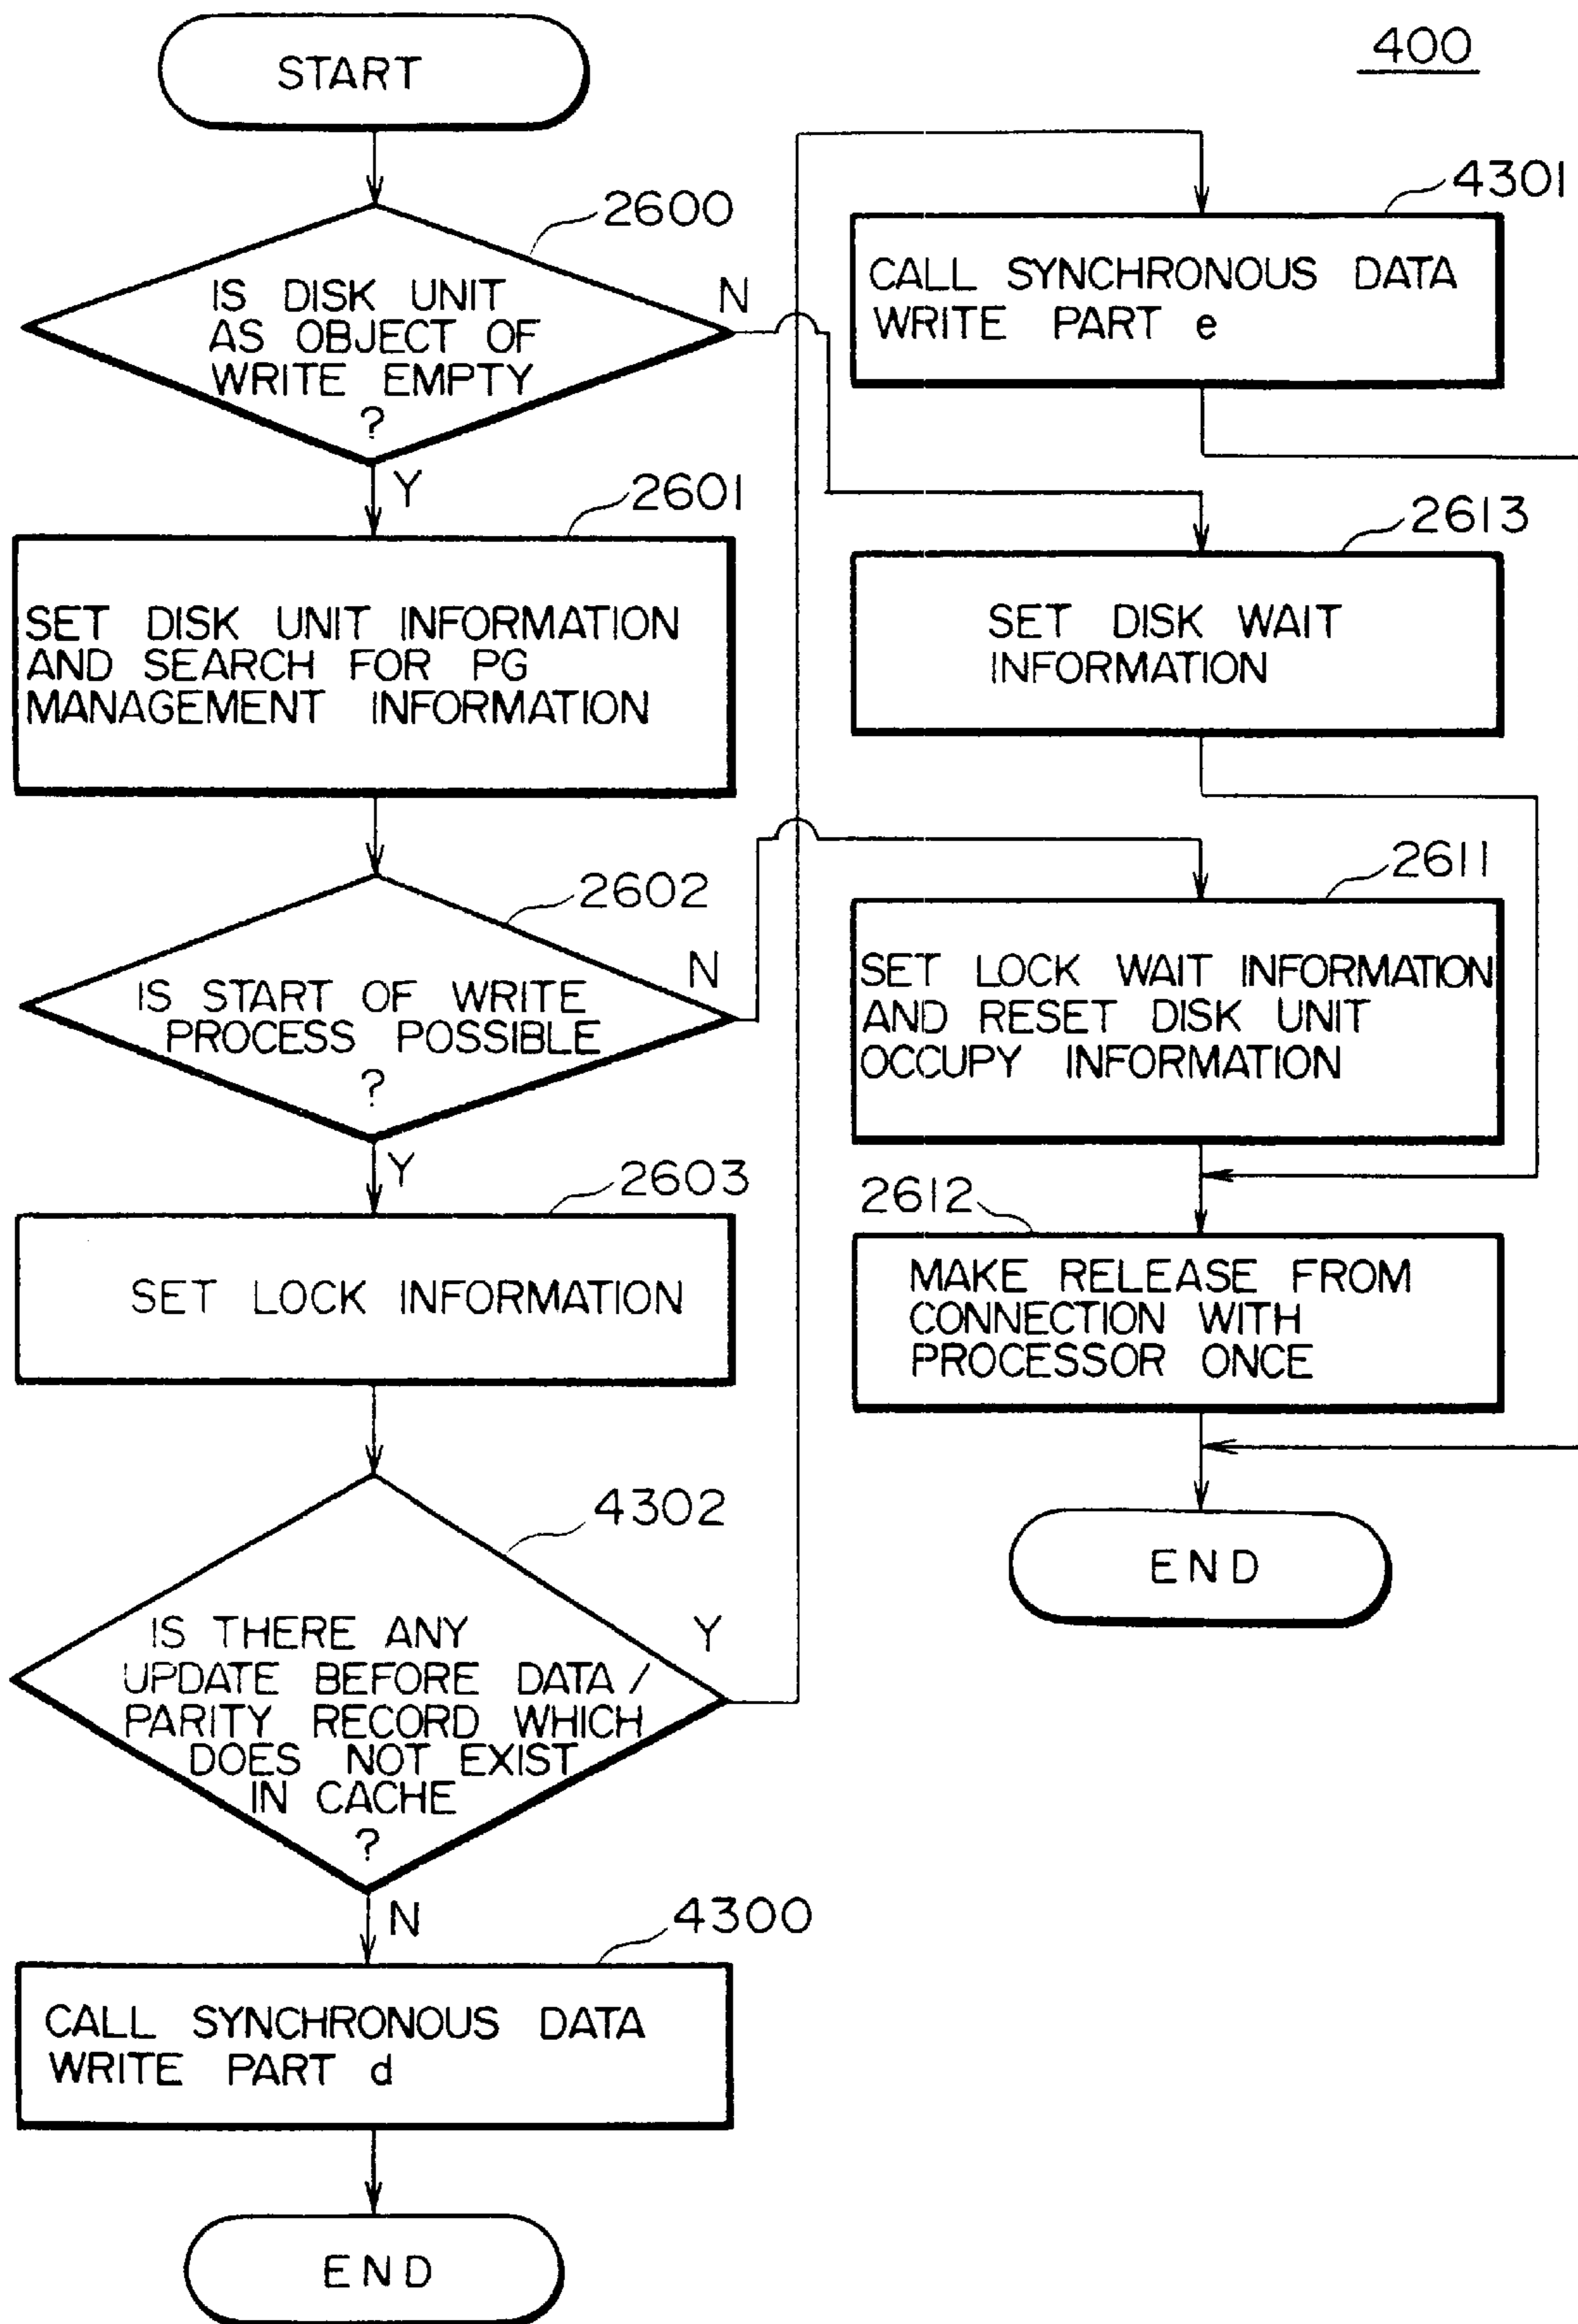 400
START
2600
IS DISK UNIT
AS OBJECT OF
WRITE EMPTY
?
N
Y
2601
SET DISK UNIT INFORMATION
AND SEARCH FOR PG
MANAGEMENT INFORMATION
2602
IS START OF WRITE
PROCESS POSSIBLE
?
N
Y
2603
SET LOCK INFORMATION
4302
IS THERE ANY
UPDATE BEFORE DATA /
PARITY RECORD WHICH
DOES NOT EXIST
IN CACHE
?
Y
N
4300
CALL SYNCHRONOUS DATA
WRITE PART d
END
4301
CALL SYNCHRONOUS DATA
WRITE PART e
2613
SET DISK WAIT
INFORMATION
2611
SET LOCK WAIT INFORMATION
AND RESET DISK UNIT
OCCUPY INFORMATION
2612
MAKE RELEASE FROM
CONNECTION WITH
PROCESSOR ONCE
END